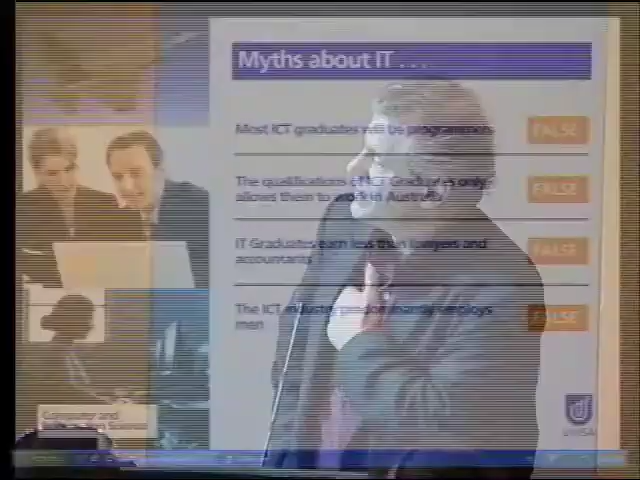 Myths about IT . . .
Most ICT graduates will be programmers
FALSE
The qualifications of ICT Graduates only
allows them to work in Australia
FALSE
IT Graduates earn less than lawyers and
accountants
FALSE
The ICT industry predominantly employs
men
FALSE
Computer and
UniSA